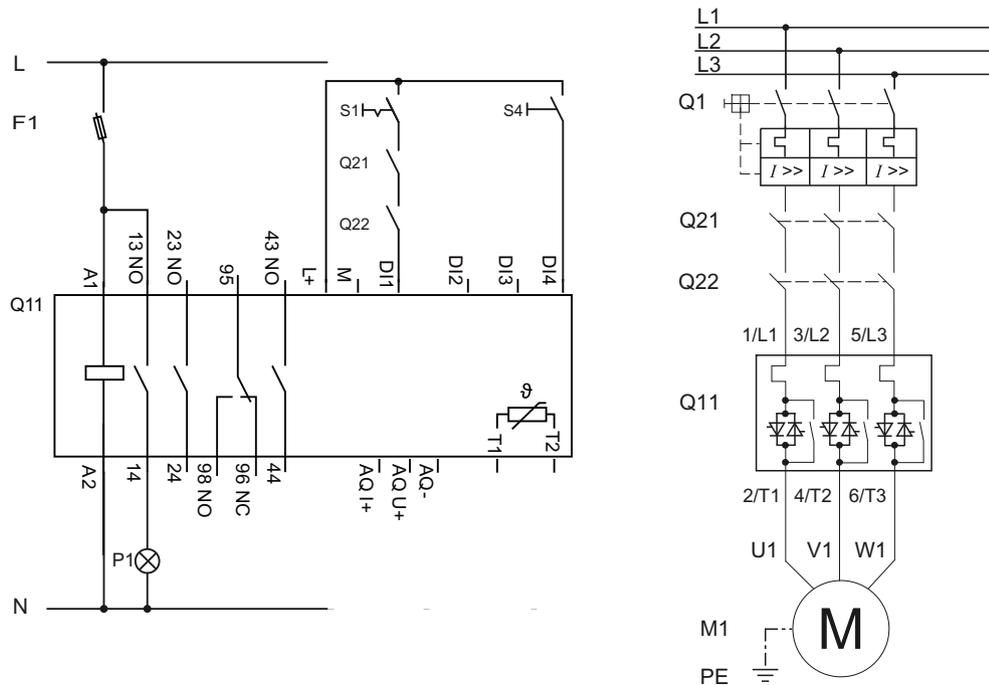 L
F1
S1
S4
Q21
Q22
A1
13 NO
23 NO
95
43 NO
L+
M
DI1
DI2
DI3
DI4
Q11
ϑ
T1
T2
A2
14
24
98 NO
96 NC
44
AQ I+
AQ U+
AQ-
P1
N
L1
L2
L3
Q1
I >> I >> I >>
Q21
Q22
1/L1 3/L2 5/L3
Q11
2/T1 4/T2 6/T3
U1 V1 W1
M1
M
PE